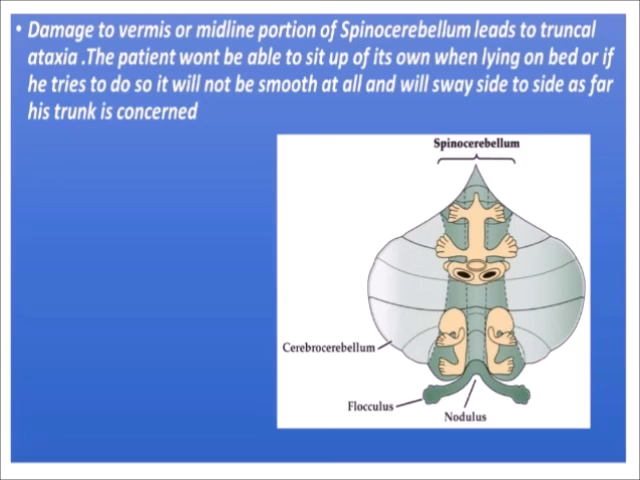 • Damage to vermis or midline portion of Spinocerebellum leads to truncal
ataxia .The patient wont be able to sit up of its own when lying on bed or if
he tries to do so it will not be smooth at all and will sway side to side as far
his trunk is concerned
Spinocerebellum
Cerebrocerebellum
Flocculus
Nodulus